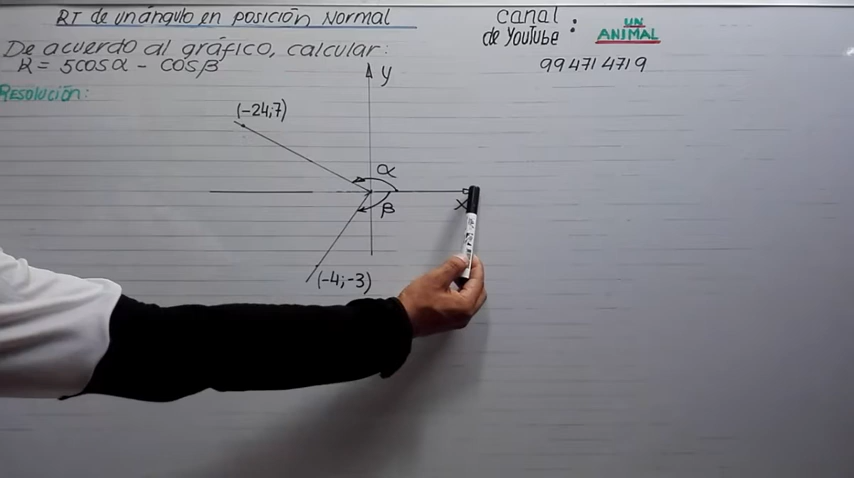 RT de un ángulo en posición Normal
De acuerdo al gráfico, calcular:
R = 5cosα - cosβ
RESOLUCIÓN:
canal
de YouTube :
UN
ANIMAL
994714719
y
(-24;7)
α
β
X
(-4;-3)